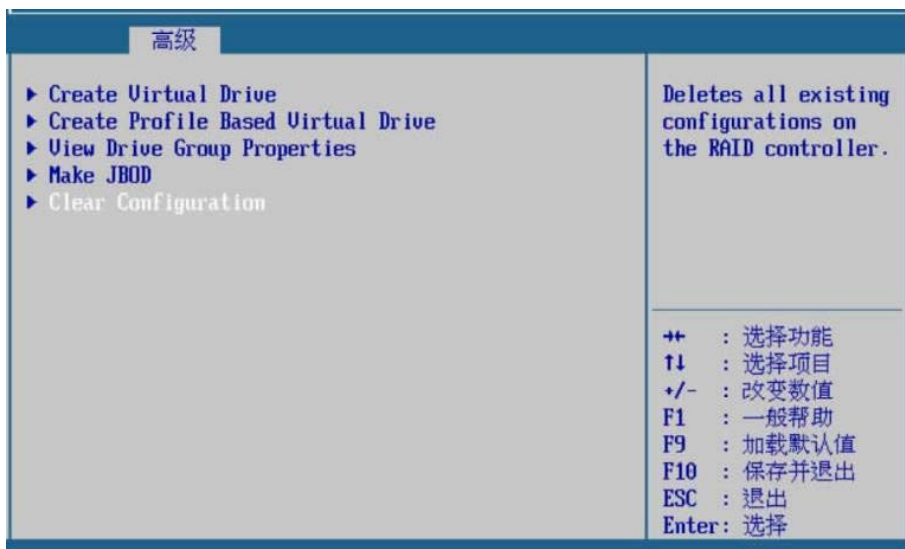 高级
▶ Create Virtual Drive
▶ Create Profile Based Virtual Drive
▶ View Drive Group Properties
▶ Make JBOD
▶ Clear Configuration
Deletes all existing
configurations on
the RAID controller.
→← : 选择功能
↑↓ : 选择项目
+/- : 改变数值
F1 : 一般帮助
F9 : 加载默认值
F10 : 保存并退出
ESC : 退出
Enter: 选择